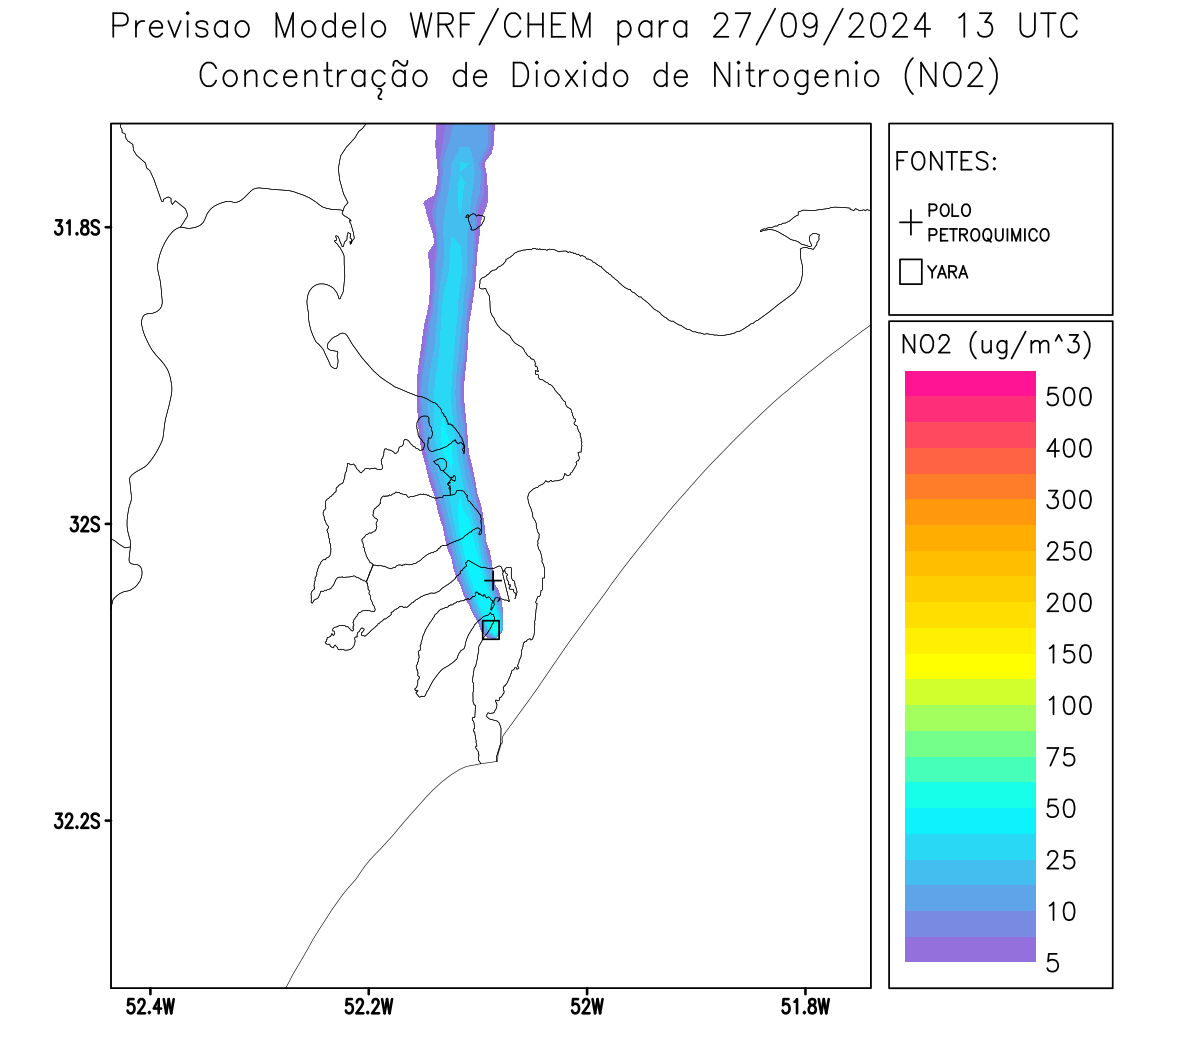 Previsao Modelo WRF/CHEM para 27/09/2024 13 UTC
Concentração de Dioxido de Nitrogenio (NO2)
FONTES:
POLO
PETROQUIMICO
YARA
NO2 (ug/m^3)
500
400
300
250
200
150
100
75
50
25
10
5
31.8S
32S
32.2S
52.4W
52.2W
52W
51.8W